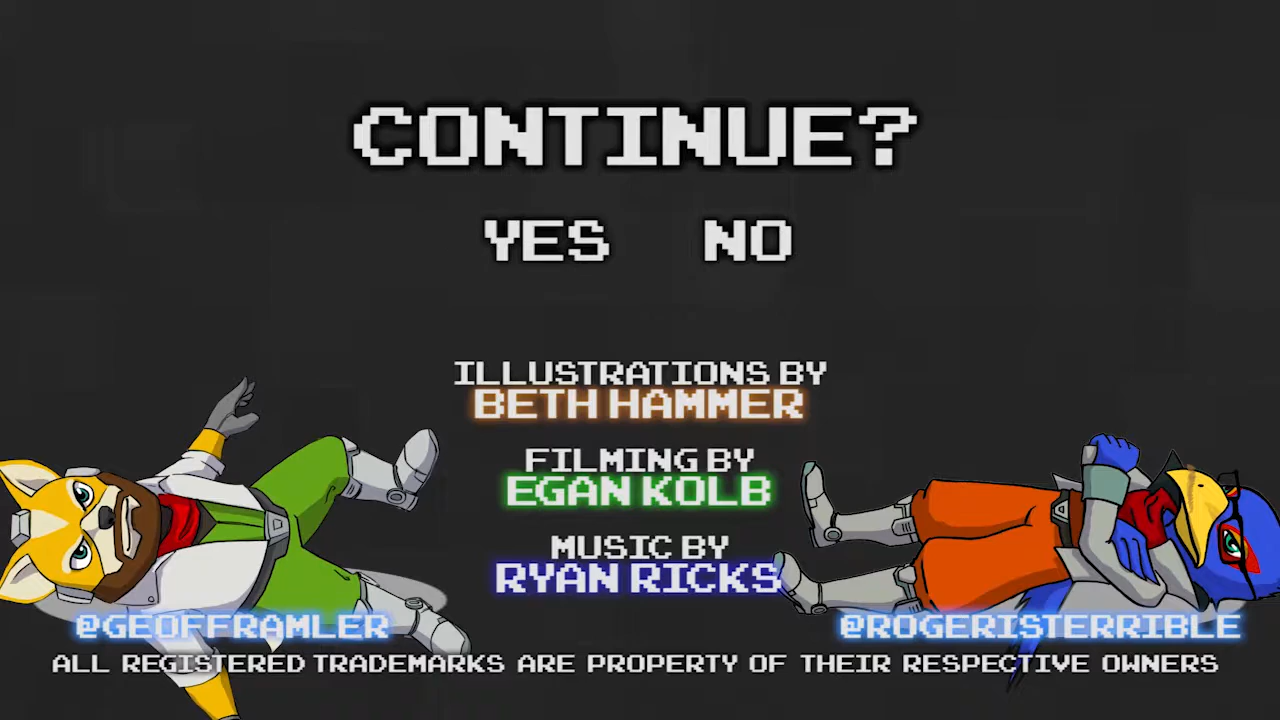 CONTINUE?
YES NO
ILLUSTRATIONS BY
BETH HAMMER
FILMING BY
EGAN KOLB
MUSIC BY
RYAN RICKS
@GEOFFRAMLER @ROGERISTERRIBLE
ALL REGISTERED TRADEMARKS ARE PROPERTY OF THEIR RESPECTIVE OWNERS